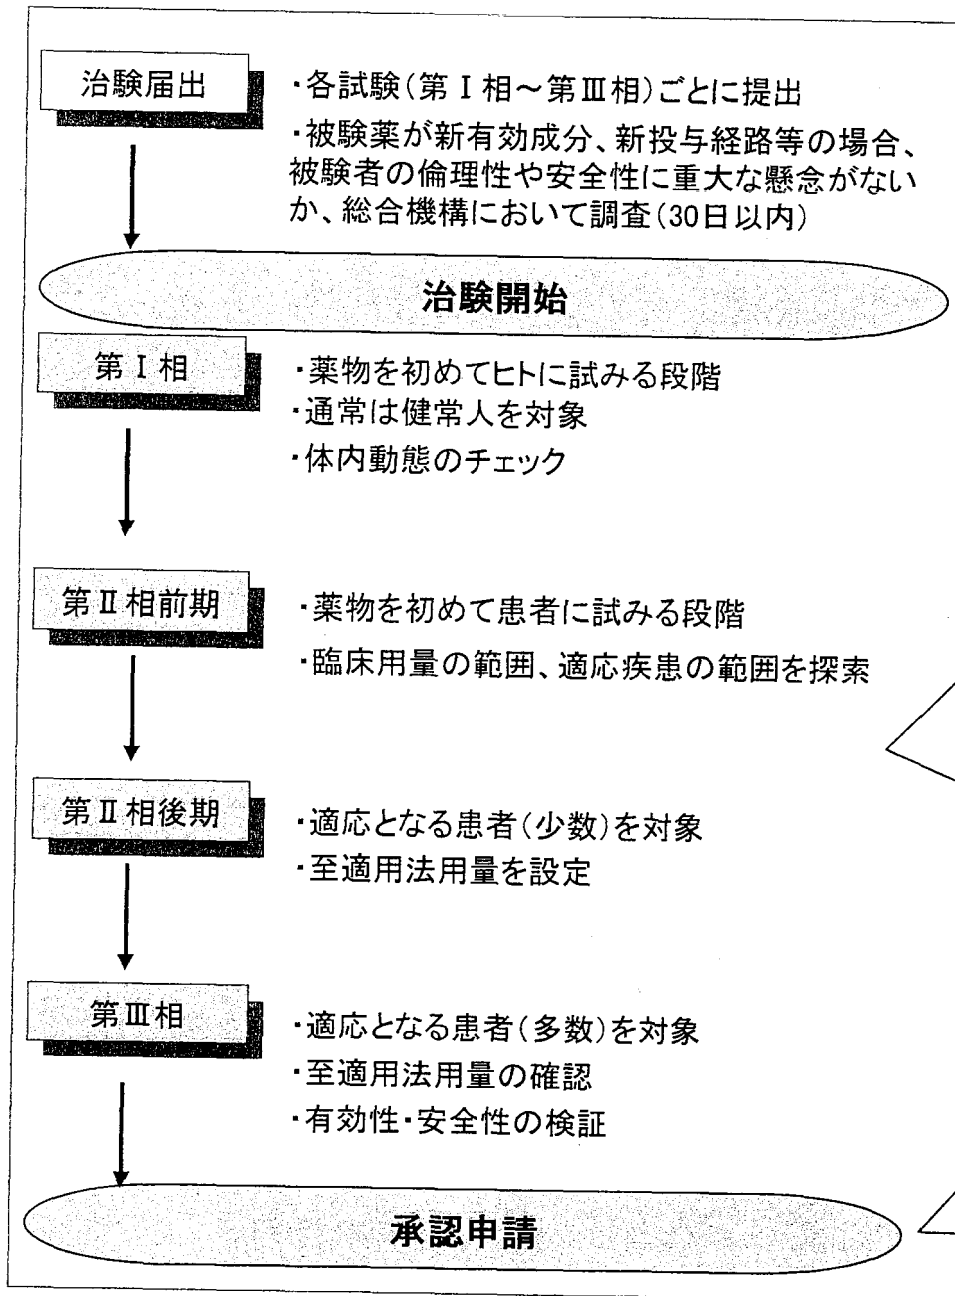 治験届出
・各試験(第Ⅰ相～第Ⅲ相)ごとに提出
・被験薬が新有効成分、新投与経路等の場合、
被験者の倫理性や安全性に重大な懸念がない
か、総合機構において調査(30日以内)
治験開始
第Ⅰ相
・薬物を初めてヒトに試みる段階
・通常は健常人を対象
・体内動態のチェック
第Ⅱ相前期
・薬物を初めて患者に試みる段階
・臨床用量の範囲、適応疾患の範囲を探索
第Ⅱ相後期
・適応となる患者(少数)を対象
・至適用法用量を設定
第Ⅲ相
・適応となる患者(多数)を対象
・至適用法用量の確認
・有効性・安全性の検証
承認申請